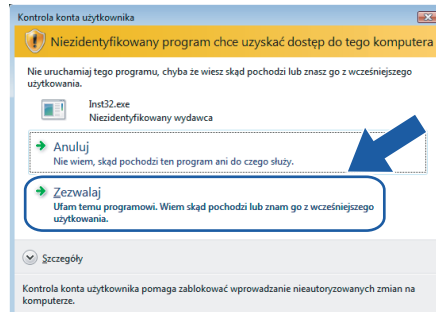 Kontrola konta użytkownika
Niezidentyfikowany program chce uzyskać dostęp do tego komputera
Nie uruchamiaj tego programu, chyba że wiesz skąd pochodzi lub znasz go z wcześniejszego
użytkowania.
Inst32.exe
Niezidentyfikowany wydawca
Anuluj
Nie wiem, skąd pochodzi ten program ani do czego służy.
Zezwalaj
Ufam temu programowi. Wiem skąd pochodzi lub znam go z wcześniejszego
użytkowania.
Szczegóły
Kontrola konta użytkownika pomaga zablokować wprowadzanie nieautoryzowanych zmian na
komputerze.